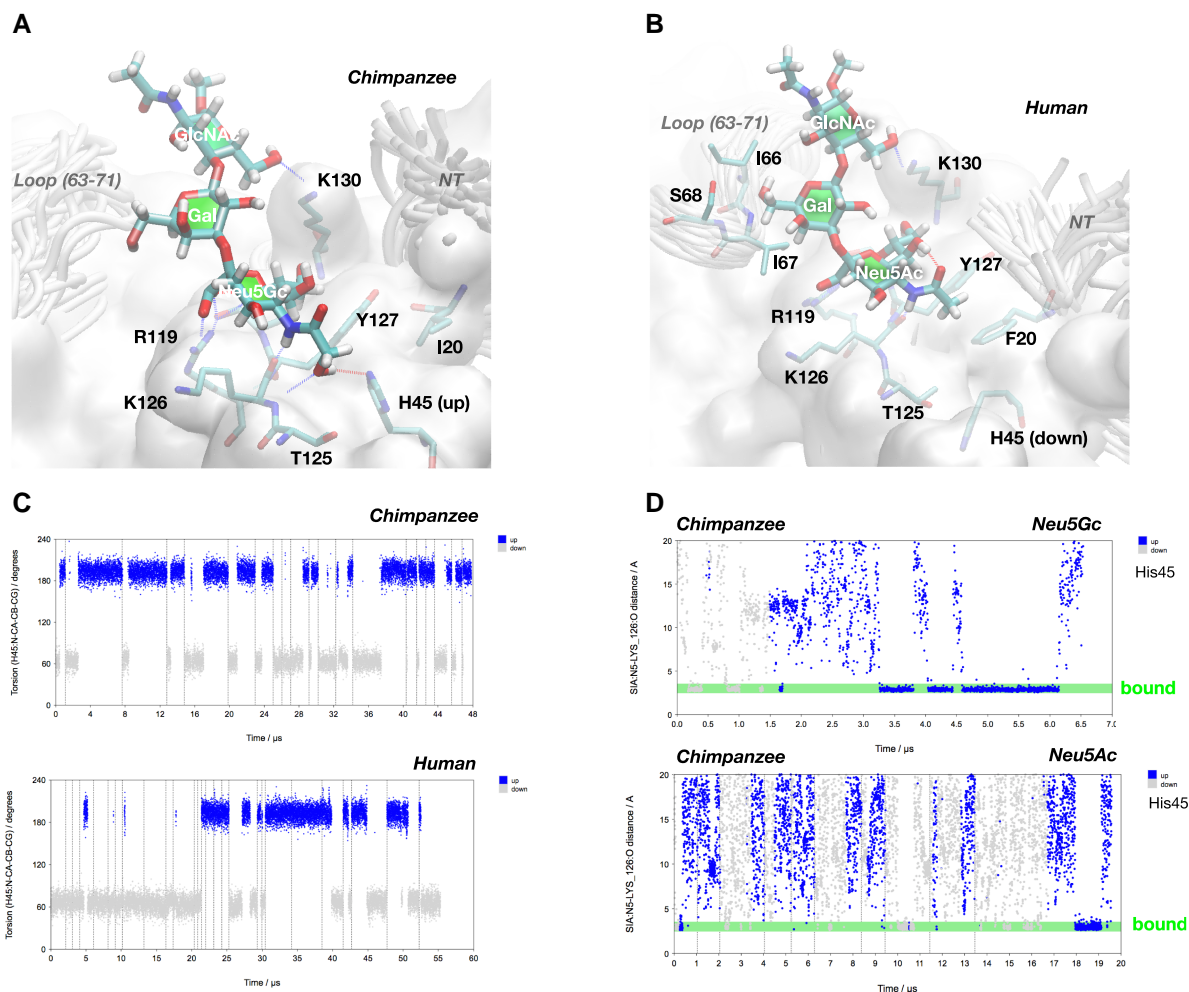 A
Chimpanzee
GlcNAc
Loop (63-71)
K130
NT
Gal
Neu5Gc
R119
Y127
I20
K126
H45 (up)
T125
B
Human
Loop (63-71)
GlcNAc
I66
K130
S68
Gal
NT
I67
Neu5Ac
Y127
R119
F20
K126
T125
H45 (down)
C
Chimpanzee
up
down
Torsion (H45:N-CA-CB-CG) / degrees
240
180
120
60
0
0 4 8 12 16 20 24 28 32 36 40 44 48
Time / µs
Human
up
down
Torsion (H45:N-CA-CB-CG) / degrees
240
180
120
60
0
0 5 10 15 20 25 30 35 40 45 50 55 60
Time / µs
D
Chimpanzee
Neu5Gc
up
down
His45
SIA:N5-LYS_126:O distance / A
20
15
10
5
0
bound
0.0 0.5 1.0 1.5 2.0 2.5 3.0 3.5 4.0 4.5 5.0 5.5 6.0 6.5 7.0
Time / µs
Chimpanzee
Neu5Ac
up
down
His45
SIA:N5-LYS_126:O distance / A
20
15
10
5
0
bound
0 1 2 3 4 5 6 7 8 9 10 11 12 13 14 15 16 17 18 19 20
Time / µs